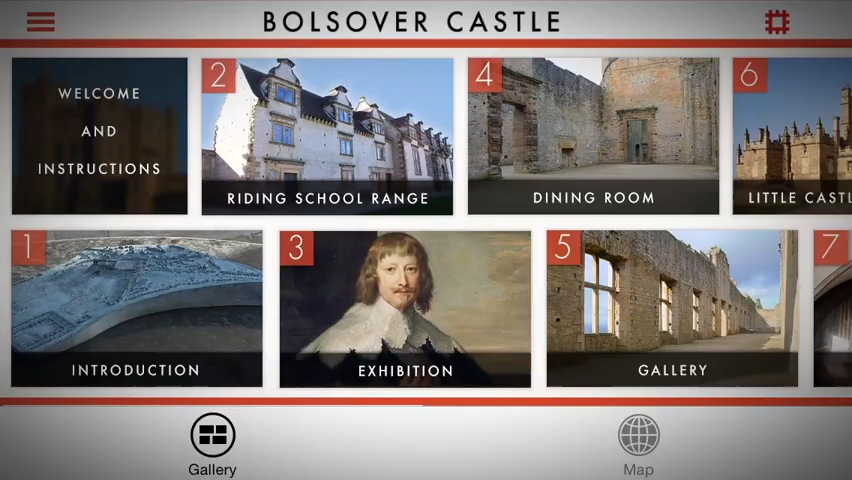 BOLSOVER CASTLE
WELCOME
AND
INSTRUCTIONS
2
RIDING SCHOOL RANGE
4
DINING ROOM
6
LITTLE CASTL
1
INTRODUCTION
3
EXHIBITION
5
GALLERY
7
Gallery
Map